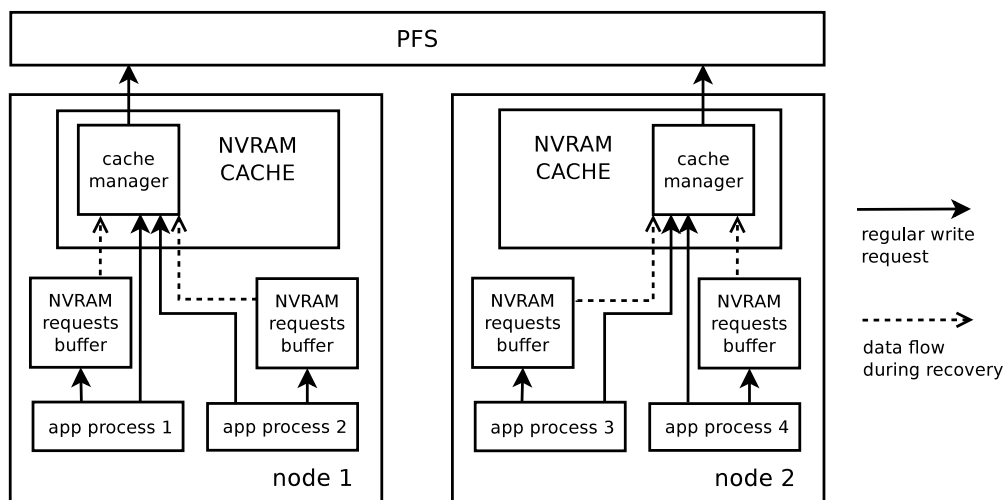 PFS
NVRAM
CACHE
cache
manager
NVRAM
requests
buffer
NVRAM
requests
buffer
app process 1
app process 2
node 1
NVRAM
CACHE
cache
manager
NVRAM
requests
buffer
NVRAM
requests
buffer
app process 3
app process 4
node 2
regular write
request
data flow
during recovery